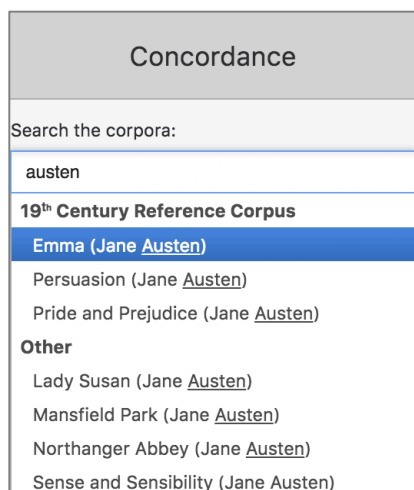 Concordance
Search the corpora:
austen
19th Century Reference Corpus
Emma (Jane Austen)
Persuasion (Jane Austen)
Pride and Prejudice (Jane Austen)
Other
Lady Susan (Jane Austen)
Mansfield Park (Jane Austen)
Northanger Abbey (Jane Austen)
Sense and Sensibility (Jane Austen)